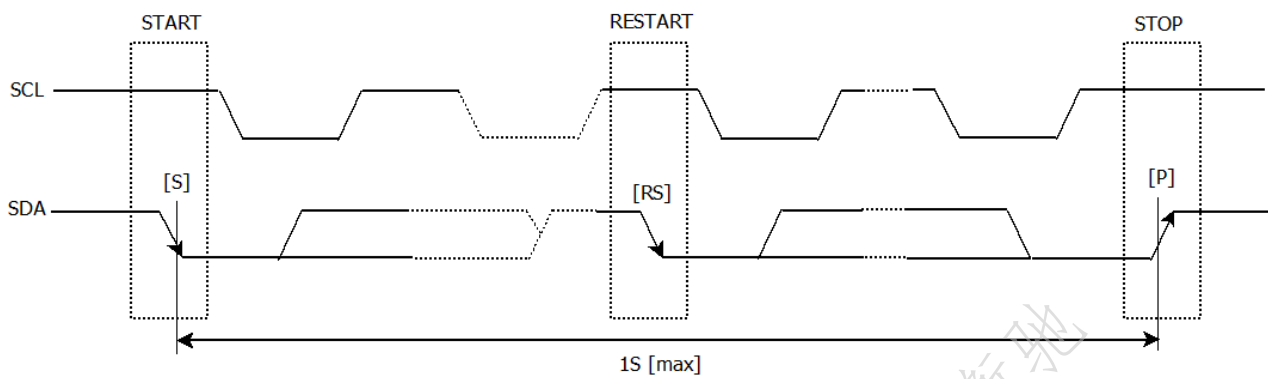 START
RESTART
STOP
SCL
[S]
[RS]
[P]
SDA
1S [max]